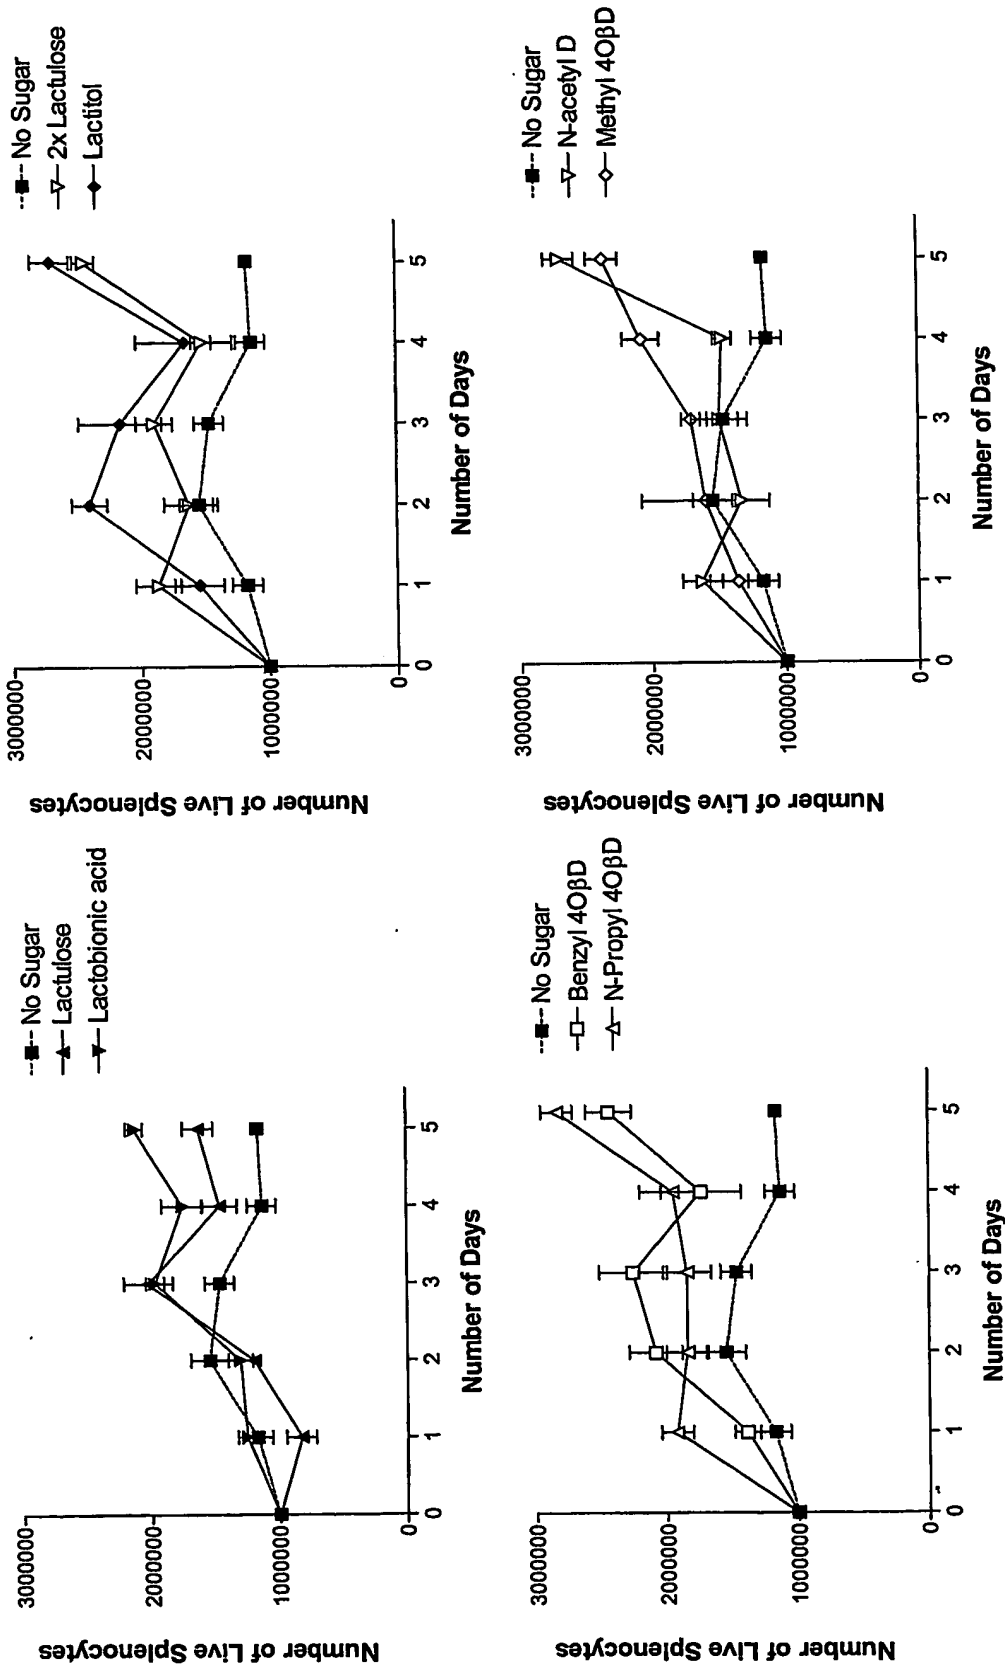 No Sugar
Lactulose
Lactobionic acid
Number of Live Splenocytes
3000000
2000000
1000000
0
0 1 2 3 4 5
Number of Days
No Sugar
2x Lactulose
Lactitol
Number of Live Splenocytes
3000000
2000000
1000000
0
0 1 2 3 4 5
Number of Days
No Sugar
Benzyl 4OβD
N-Propyl 4OβD
Number of Live Splenocytes
3000000
2000000
1000000
0
0 1 2 3 4 5
Number of Days
No Sugar
N-acetyl D
Methyl 4OβD
Number of Live Splenocytes
3000000
2000000
1000000
0
0 1 2 3 4 5
Number of Days